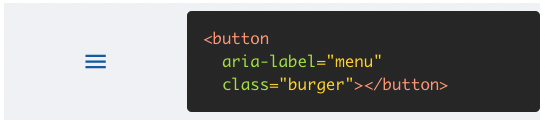 <button
aria-label="menu"
class="burger"></button>